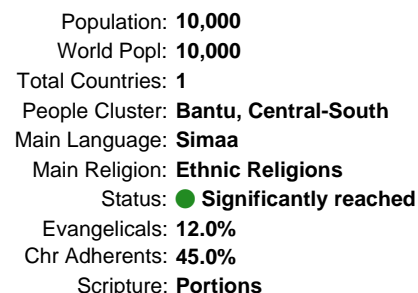 Population: 10,000
World Popl: 10,000
Total Countries: 1
People Cluster: Bantu, Central-South
Main Language: Simaa
Main Religion: Ethnic Religions
Status: Significantly reached
Evangelicals: 12.0%
Chr Adherents: 45.0%
Scripture: Portions